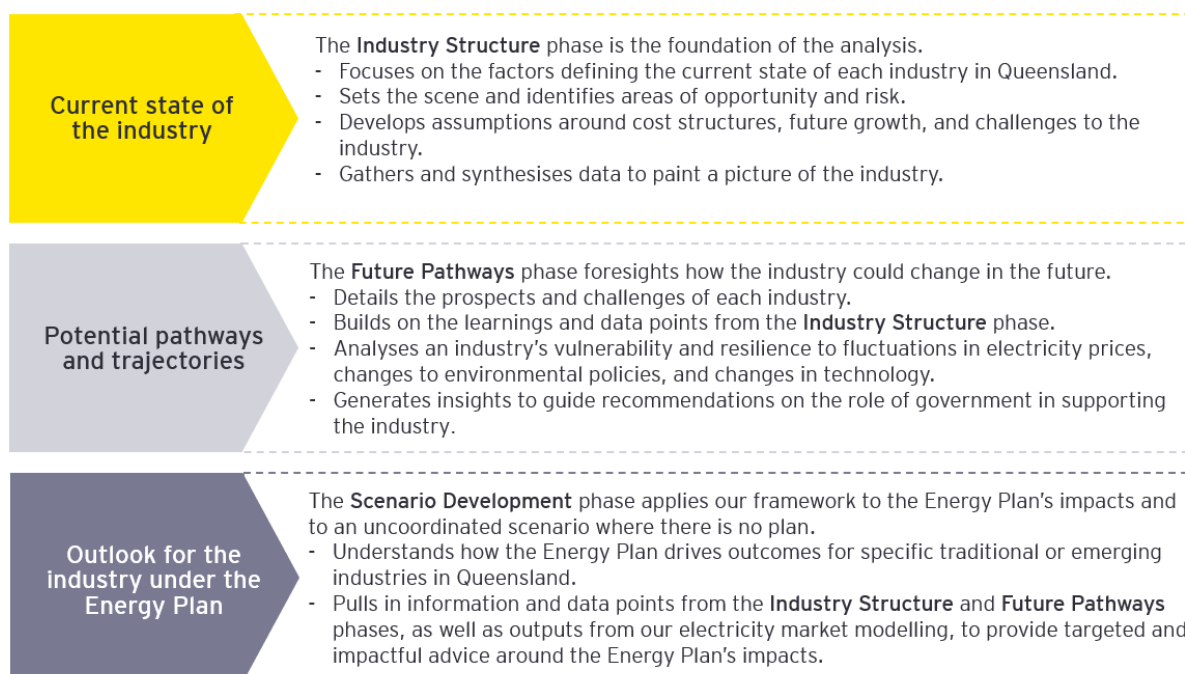 Current state of
the industry
The Industry Structure phase is the foundation of the analysis.
- Focuses on the factors defining the current state of each industry in Queensland.
- Sets the scene and identifies areas of opportunity and risk.
- Develops assumptions around cost structures, future growth, and challenges to the
industry.
- Gathers and synthesises data to paint a picture of the industry.
Potential pathways
and trajectories
The Future Pathways phase foresights how the industry could change in the future.
- Details the prospects and challenges of each industry.
- Builds on the learnings and data points from the Industry Structure phase.
- Analyses an industry's vulnerability and resilience to fluctuations in electricity prices,
changes to environmental policies, and changes in technology.
- Generates insights to guide recommendations on the role of government in supporting
the industry.
Outlook for the
industry under the
Energy Plan
The Scenario Development phase applies our framework to the Energy Plan's impacts and
to an uncoordinated scenario where there is no plan.
- Understands how the Energy Plan drives outcomes for specific traditional or emerging
industries in Queensland.
- Pulls in information and data points from the Industry Structure and Future Pathways
phases, as well as outputs from our electricity market modelling, to provide targeted and
impactful advice around the Energy Plan's impacts.